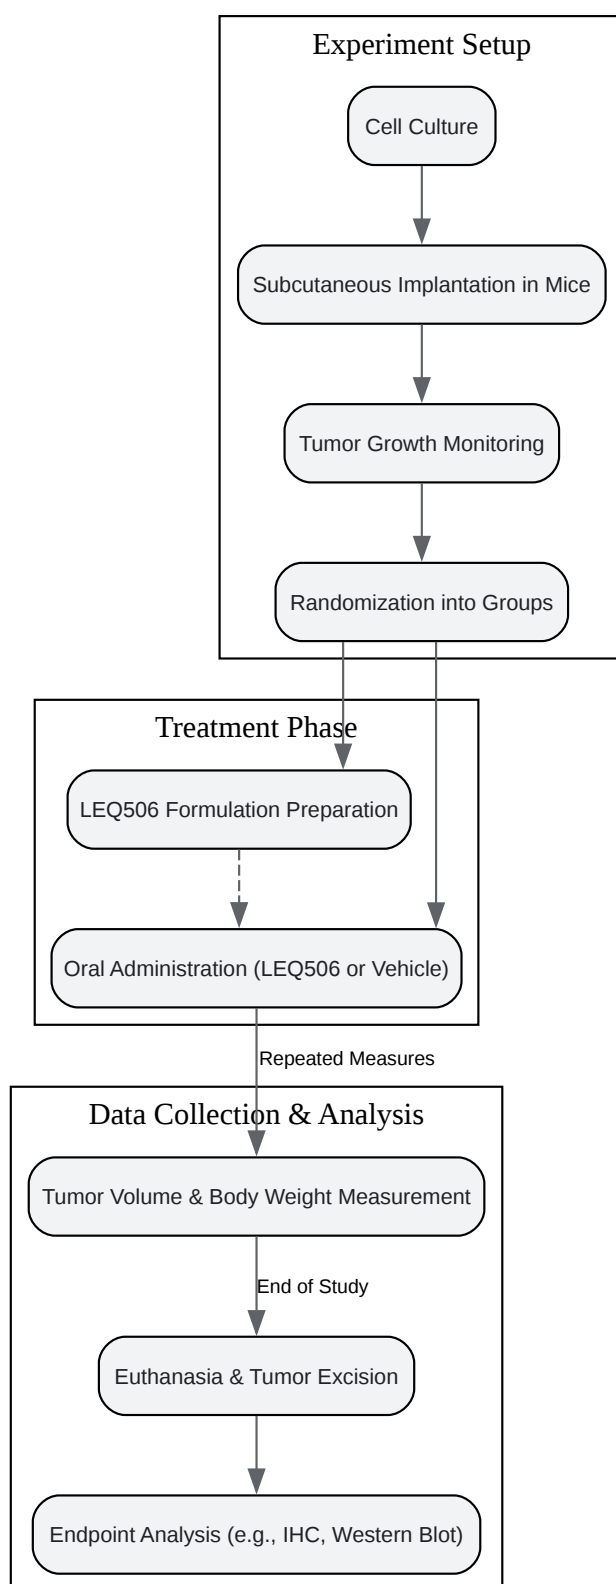 Experiment Setup
Cell Culture
Subcutaneous Implantation in Mice
Tumor Growth Monitoring
Randomization into Groups
Treatment Phase
LEQ506 Formulation Preparation
Oral Administration (LEQ506 or Vehicle)
Repeated Measures
Data Collection & Analysis
Tumor Volume & Body Weight Measurement
End of Study
Euthanasia & Tumor Excision
Endpoint Analysis (e.g., IHC, Western Blot)